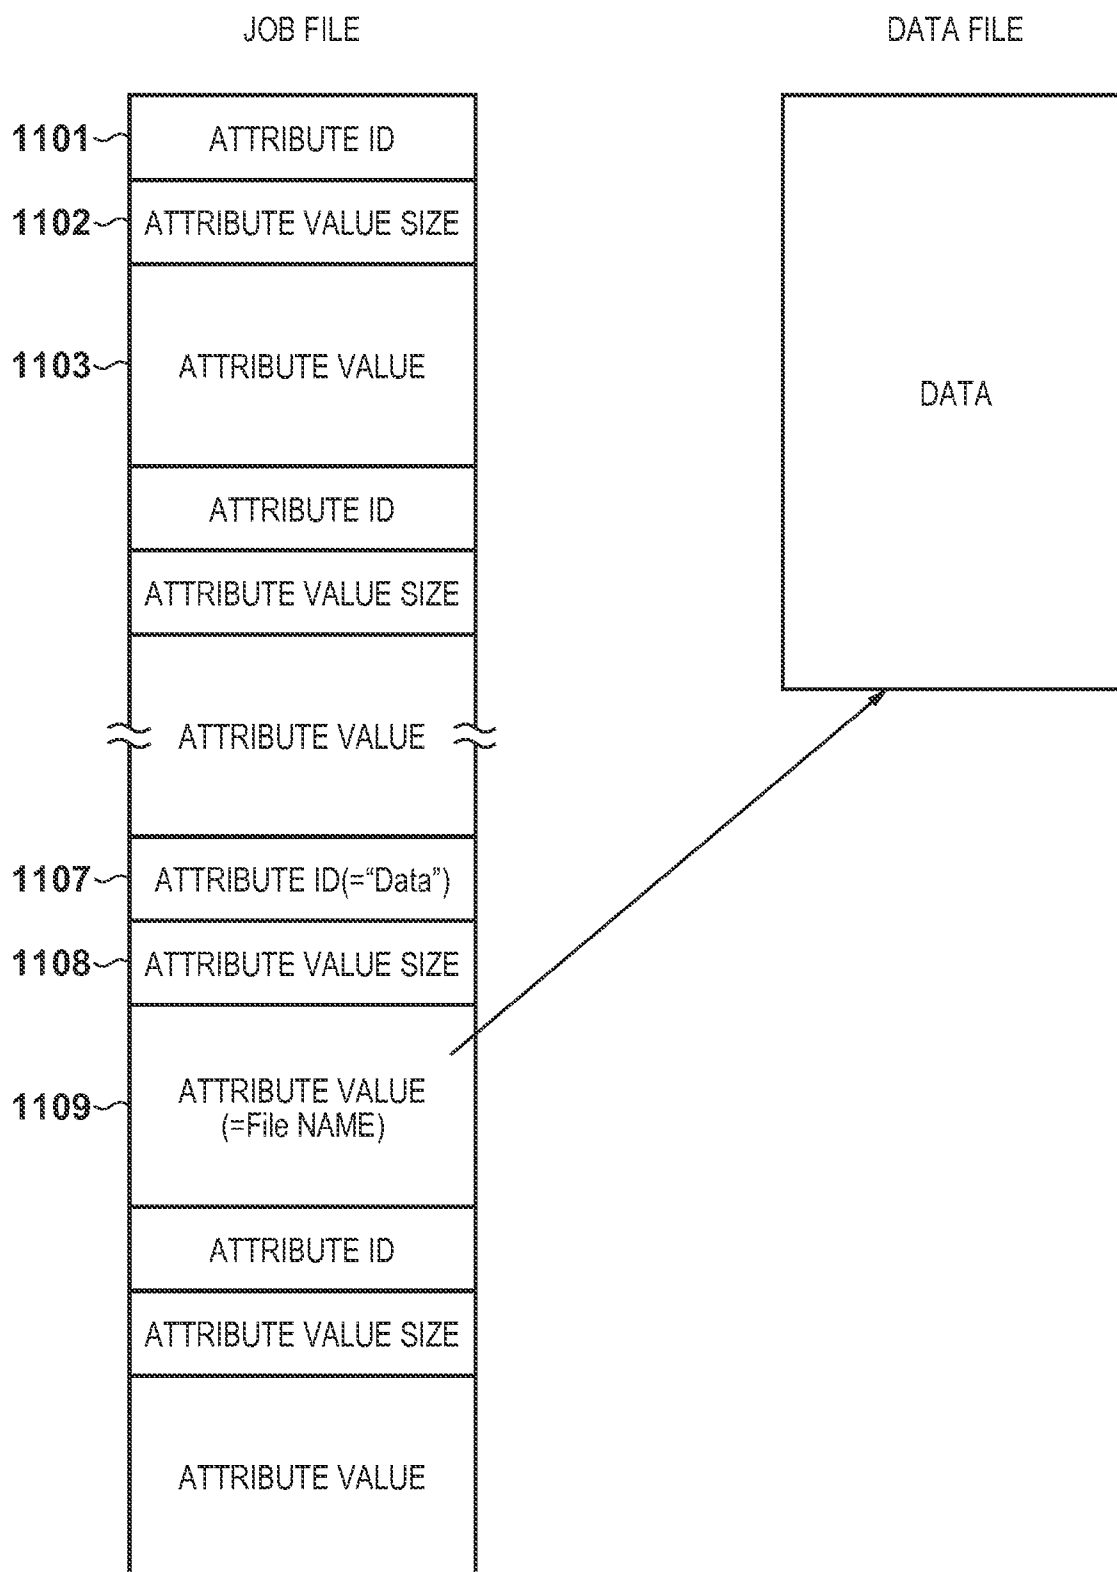 JOB FILE
DATA FILE
1101
ATTRIBUTE ID
1102
ATTRIBUTE VALUE SIZE
1103
ATTRIBUTE VALUE
DATA
ATTRIBUTE ID
ATTRIBUTE VALUE SIZE
ATTRIBUTE VALUE
1107
ATTRIBUTE ID(=“Data”)
1108
ATTRIBUTE VALUE SIZE
1109
ATTRIBUTE VALUE
(=File NAME)
ATTRIBUTE ID
ATTRIBUTE VALUE SIZE
ATTRIBUTE VALUE